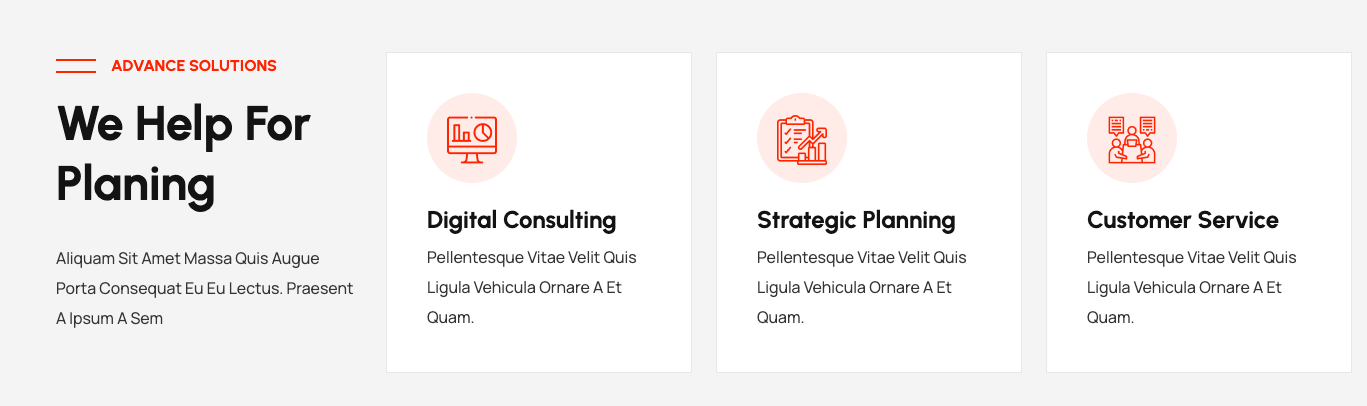 ADVANCE SOLUTIONS
We Help For
Planing
Aliquam Sit Amet Massa Quis Augue
Porta Consequat Eu Eu Lectus. Praesent
A Ipsum A Sem
Digital Consulting
Pellentesque Vitae Velit Quis
Ligula Vehicula Ornare A Et
Quam.
Strategic Planning
Pellentesque Vitae Velit Quis
Ligula Vehicula Ornare A Et
Quam.
Customer Service
Pellentesque Vitae Velit Quis
Ligula Vehicula Ornare A Et
Quam.